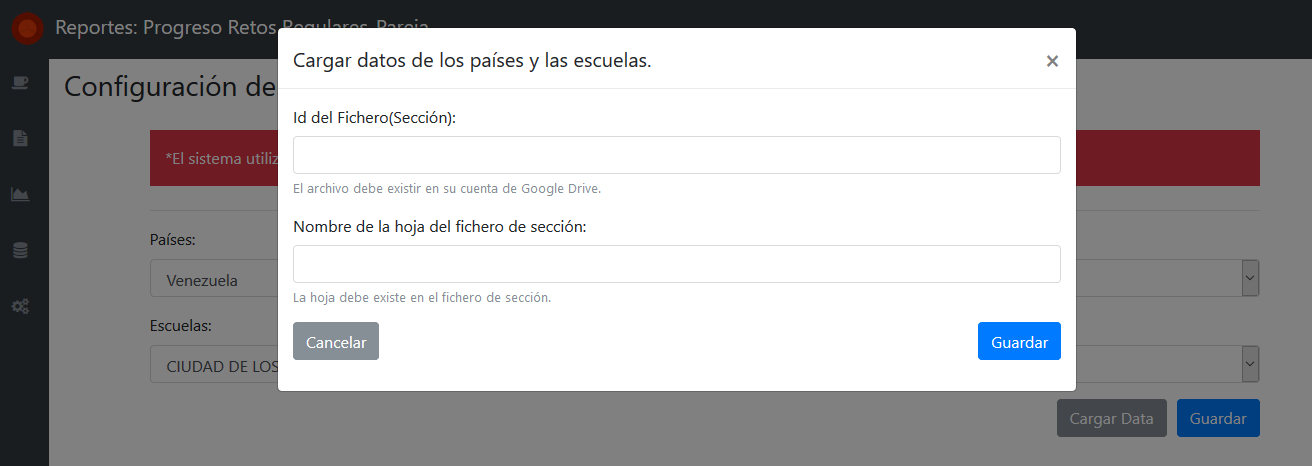 Reportes: Progreso Retos Regulares-Pareja
Cargar datos de los países y las escuelas.
×
Configuración de
Id del Fichero(Sección):
*El sistema utiliz
El archivo debe existir en su cuenta de Google Drive.
Nombre de la hoja del fichero de sección:
Países:
Venezuela
La hoja debe existe en el fichero de sección.
Escuelas:
Cancelar
Guardar
CIUDAD DE LOS
Cargar Data
Guardar